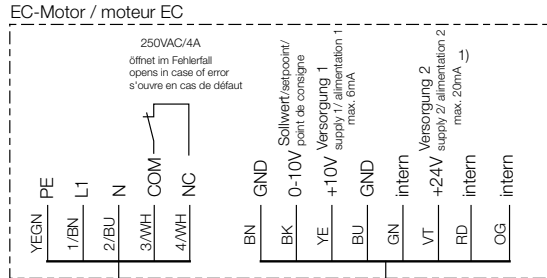 EC-Motor / moteur EC
250VAC/4A
öffnet im Fehlerfall
opens in case of error
s'ouvre en cas de défaut
PE
L1
N
COM
NC
GND
0-10V Sollwert/setpooint/
point de consigne
+10V Versorgung 1
supply 1/ alimentation 1
max. 6mA
GND
intern
+24V Versorgung 2
supply 2/ alimentation 2
max. 20mA 1)
intern
intern
YEGN
1/BN
2/BU
3/WH
4/WH
BN
BK
YE
BU
GN
VT
RD
OG